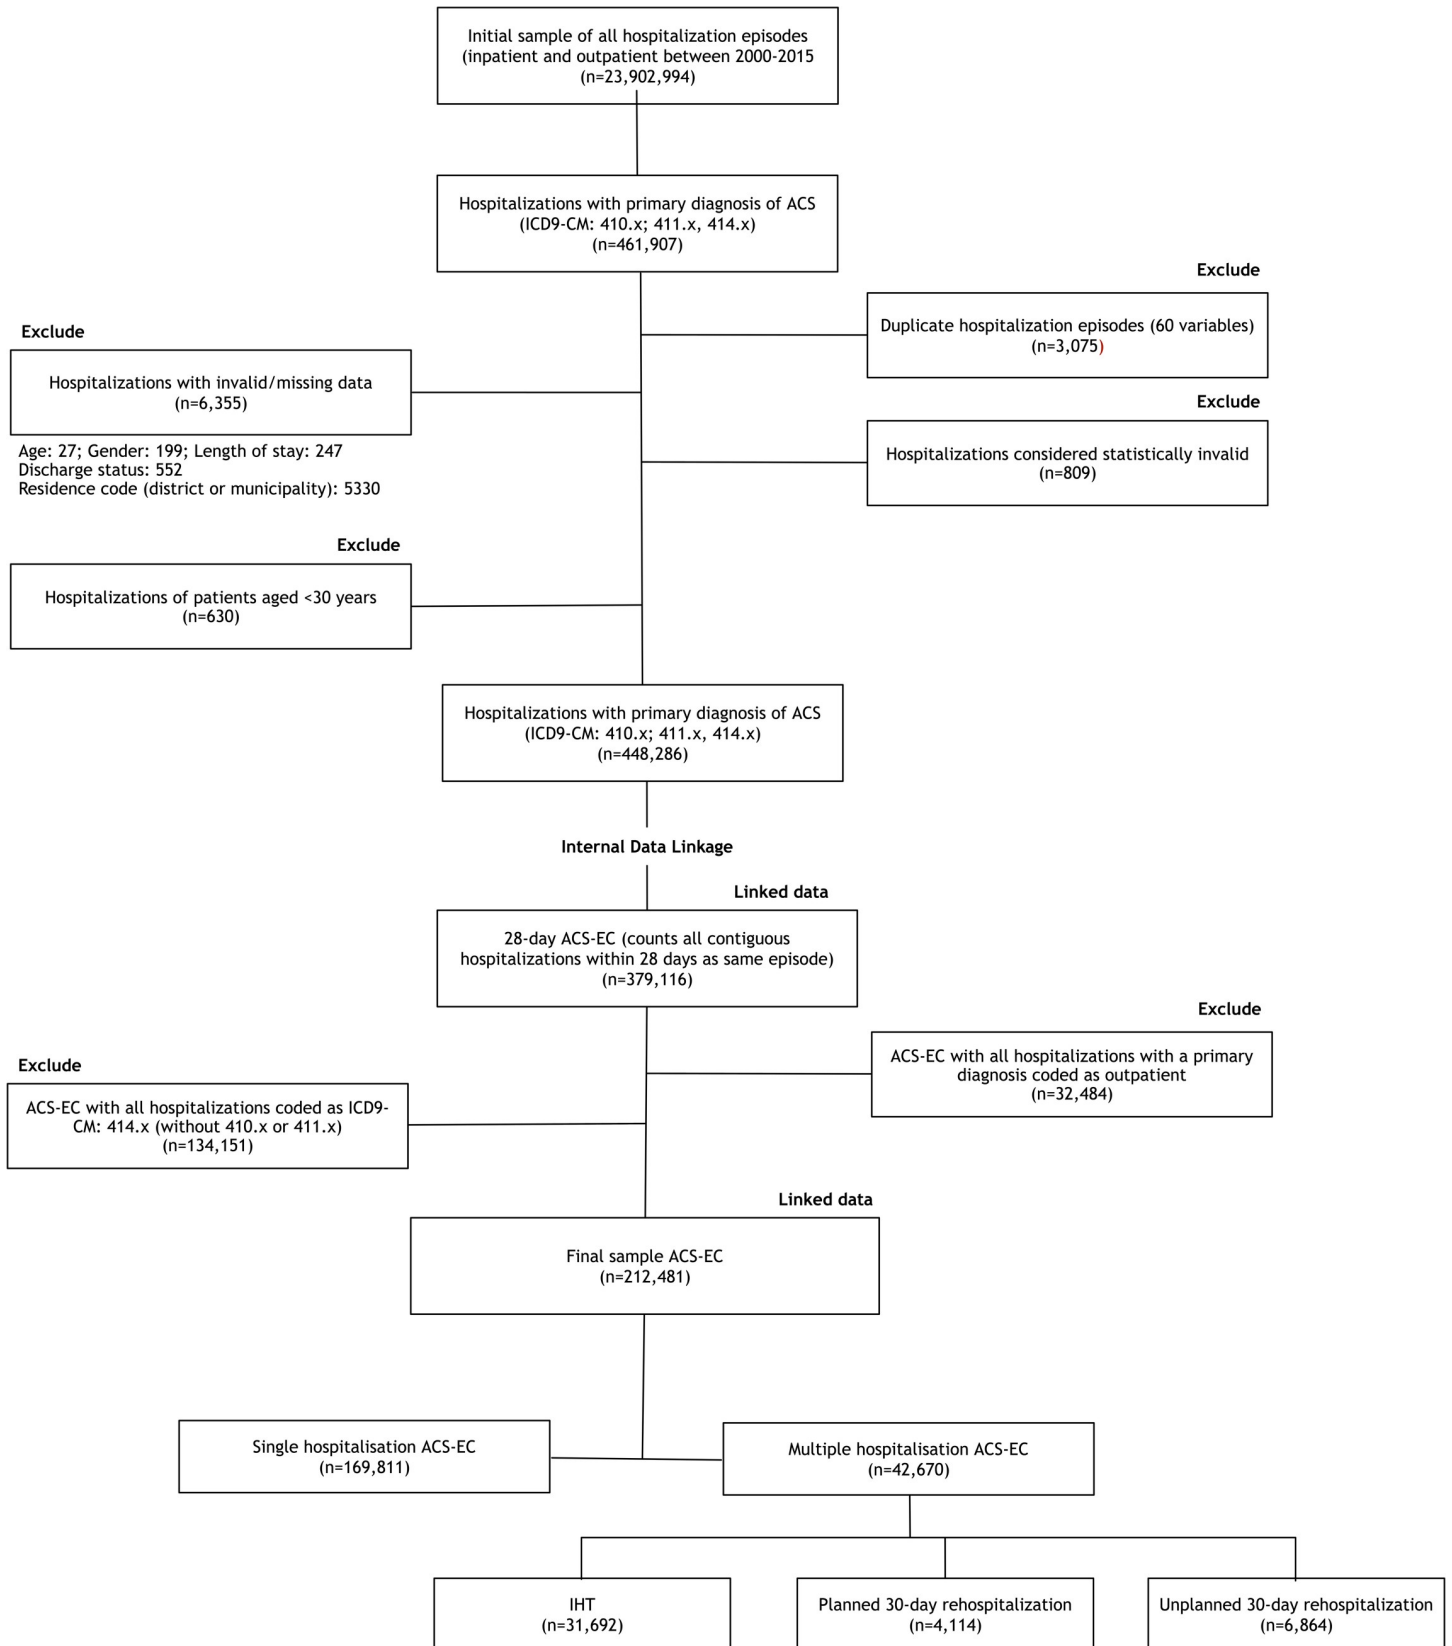 Initial sample of all hospitalization episodes
(inpatient and outpatient between 2000-2015
(n=23,902,994)
Hospitalizations with primary diagnosis of ACS
(ICD9-CM: 410.x; 411.x, 414.x)
(n=461,907)
Exclude
Duplicate hospitalization episodes (60 variables)
(n=3,075)
Exclude
Hospitalizations with invalid/missing data
(n=6,355)
Age: 27; Gender: 199; Length of stay: 247
Discharge status: 552
Residence code (district or municipality): 5330
Exclude
Hospitalizations considered statistically invalid
(n=809)
Exclude
Hospitalizations of patients aged <30 years
(n=630)
Hospitalizations with primary diagnosis of ACS
(ICD9-CM: 410.x; 411.x, 414.x)
(n=448,286)
Internal Data Linkage
Linked data
28-day ACS-EC (counts all contiguous
hospitalizations within 28 days as same episode)
(n=379,116)
Exclude
ACS-EC with all hospitalizations with a primary
diagnosis coded as outpatient
(n=32,484)
Exclude
ACS-EC with all hospitalizations coded as ICD9-
CM: 414.x (without 410.x or 411.x)
(n=134,151)
Linked data
Final sample ACS-EC
(n=212,481)
Single hospitalisation ACS-EC
(n=169,811)
Multiple hospitalisation ACS-EC
(n=42,670)
IHT
(n=31,692)
Planned 30-day rehospitalization
(n=4,114)
Unplanned 30-day rehospitalization
(n=6,864)